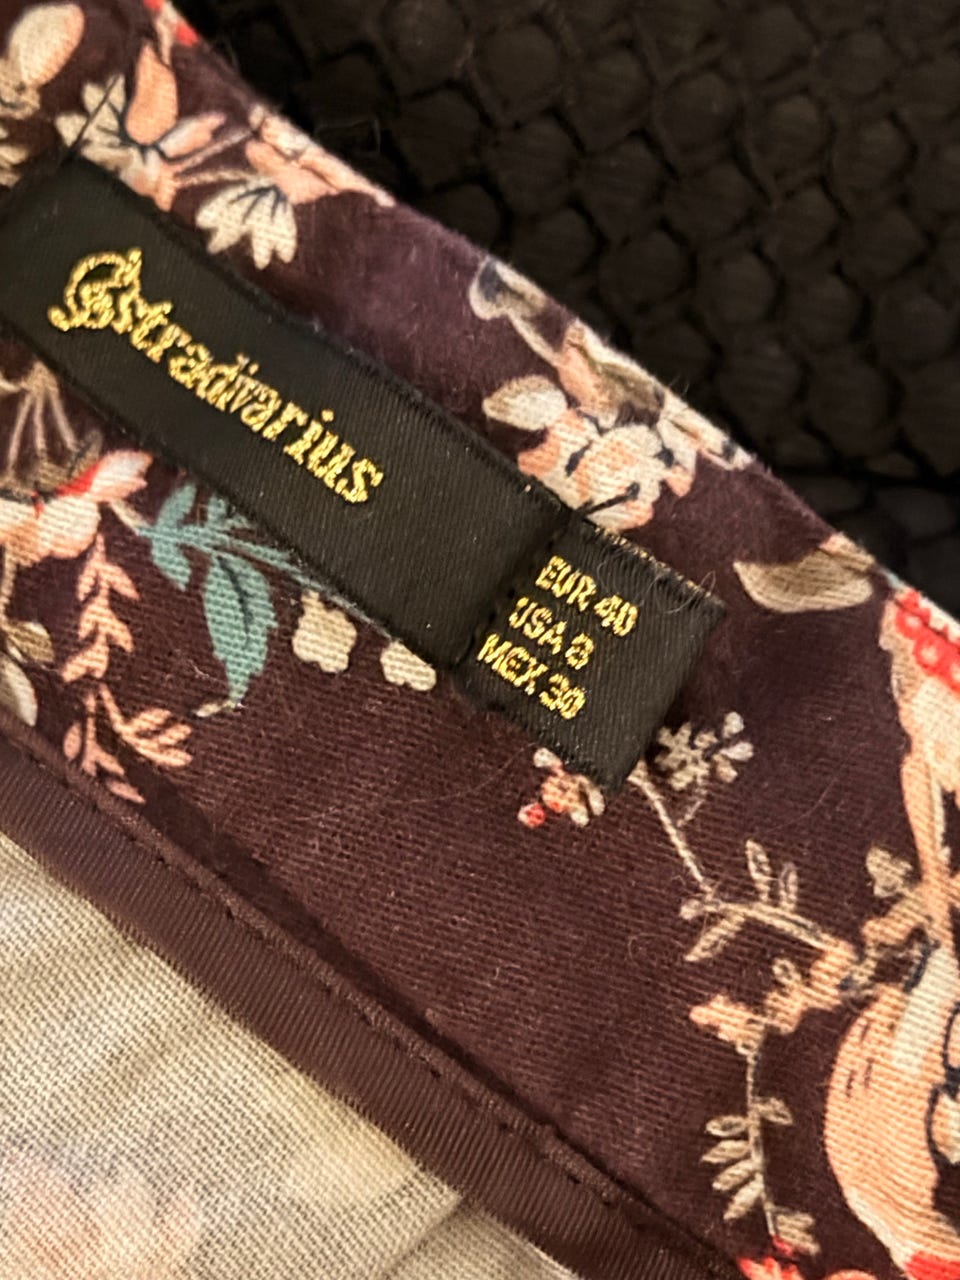 Stradivarius
EUR 40
USA 8
MEX 30